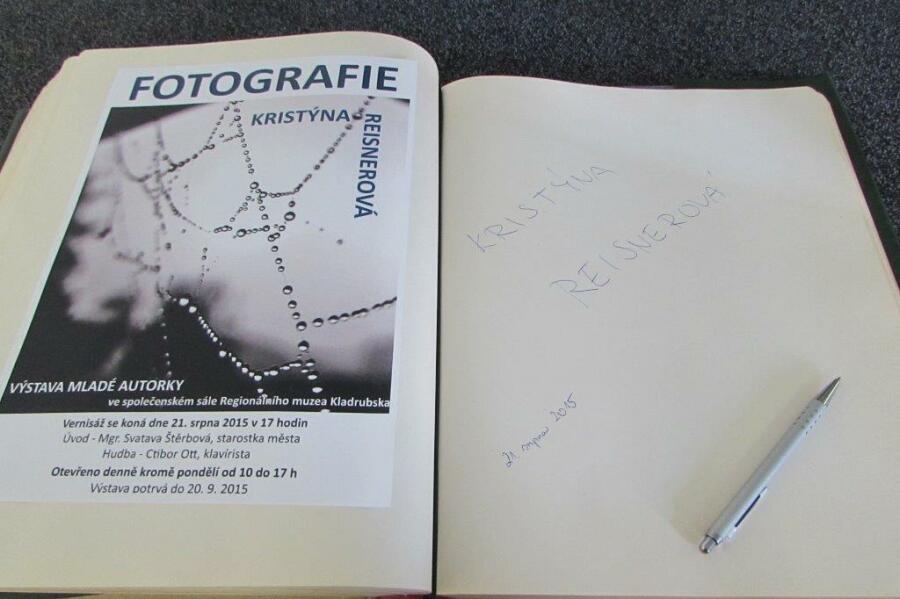 FOTOGRAFIE
KRISTÝNA
REISNEROVÁ
VÝSTAVA MLADÉ AUTORKY
ve společenském sále Regionálního muzea Kladrubska
Vernisáž se koná dne 21. srpna 2015 v 17 hodin
Úvod - Mgr. Svatava Štěrbová, starostka města
Hudba - Ctibor Ott, klavírista
Otevřeno denně kromě pondělí od 10 do 17 h
Výstava potrvá do 20. 9. 2015
KRISTÝNA
REISNEROVÁ
21. srpna 2015